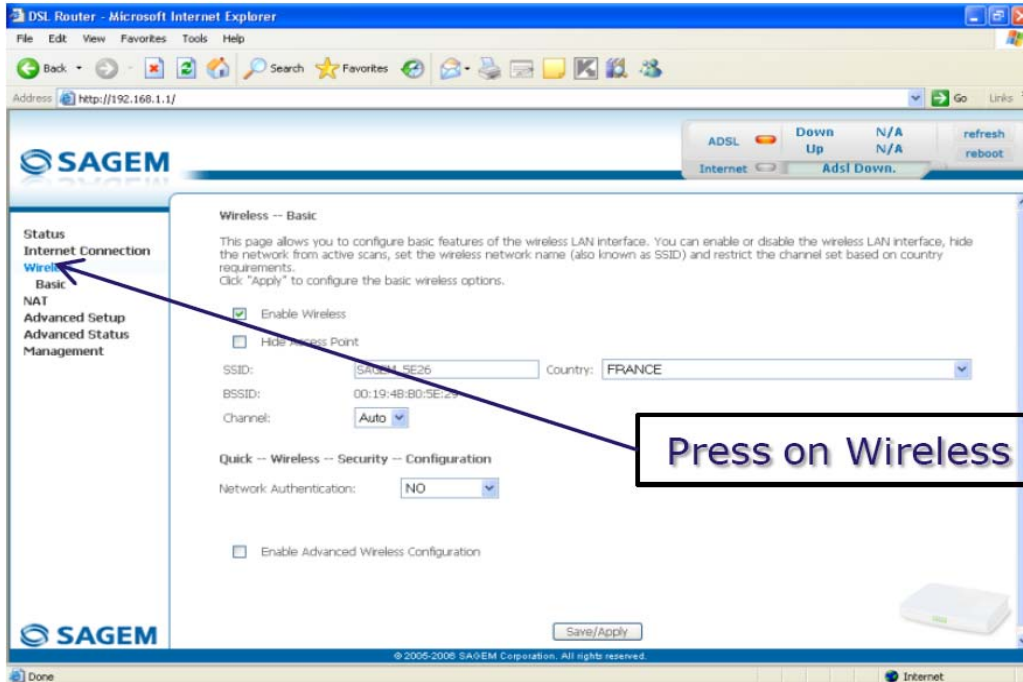 DSL Router - Microsoft Internet Explorer
File Edit View Favorites Tools Help
Back Search Favorites
Address http://192.168.1.1/ Go Links
SAGEM
ADSL Down N/A refresh
Up N/A reboot
Internet Adsl Down.
Status
Internet Connection
Basic
NAT
Advanced Setup
Advanced Status
Management
Wireless -- Basic
This page allows you to configure basic features of the wireless LAN interface. You can enable or disable the wireless LAN interface, hide
the network from active scans, set the wireless network name (also known as SSID) and restrict the channel set based on country
requirements.
Click "Apply" to configure the basic wireless options.
Enable Wireless
Hide Access Point
SSID: SAGEM_5E26 Country: FRANCE
BSSID: 00:19:4B:B0:5E:29
Channel: Auto
Press on Wireless
Quick -- Wireless -- Security -- Configuration
Network Authentication: NO
Enable Advanced Wireless Configuration
Save/Apply
SAGEM
© 2005-2006 SAGEM Corporation. All rights reserved.
Done Internet